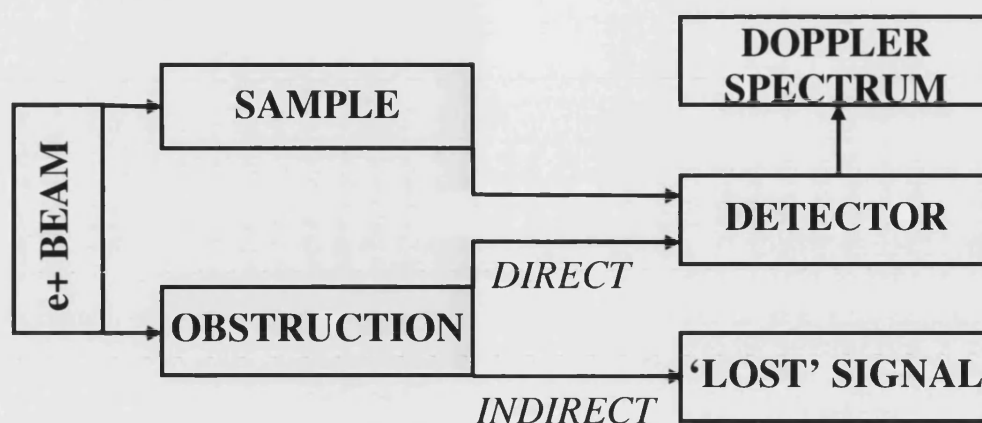 DOPPLER
SPECTRUM
SAMPLE
e+ BEAM
DETECTOR
DIRECT
OBSTRUCTION
'LOST' SIGNAL
INDIRECT